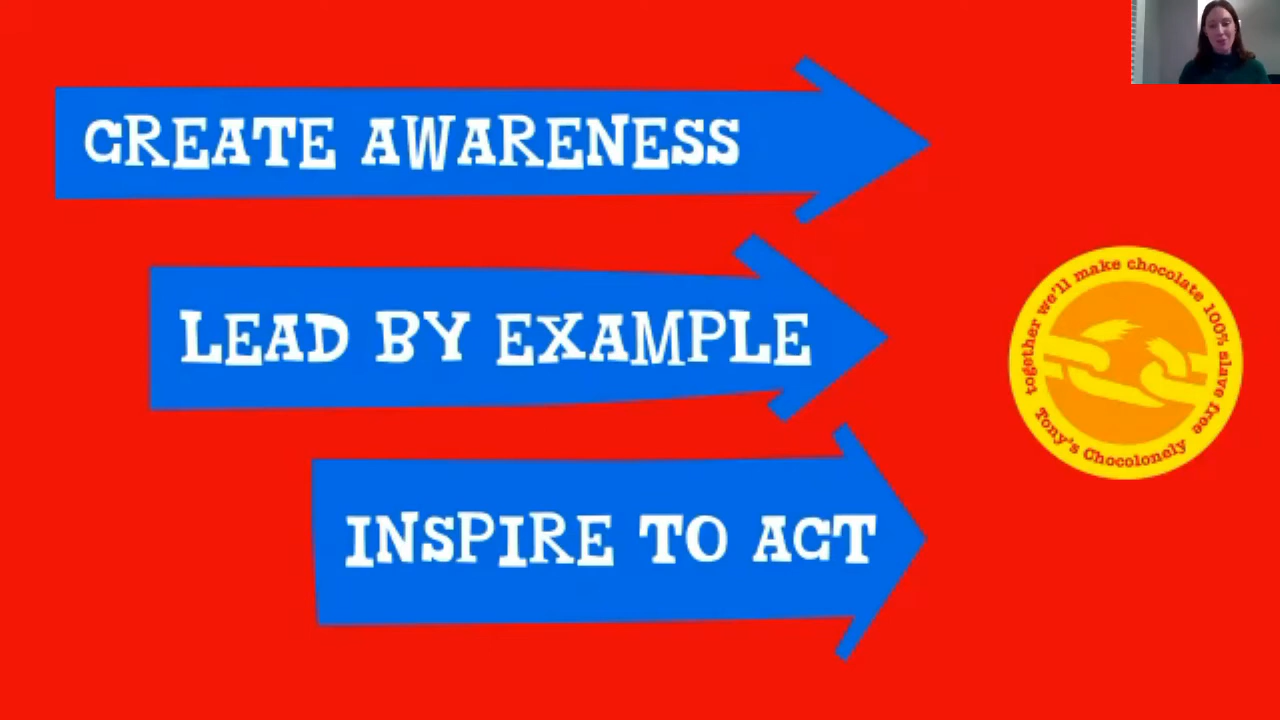 CREATE AWARENESS
LEAD BY EXAMPLE
INSPIRE TO ACT
together we'll make chocolate 100% slave free
Tony's Chocolonely